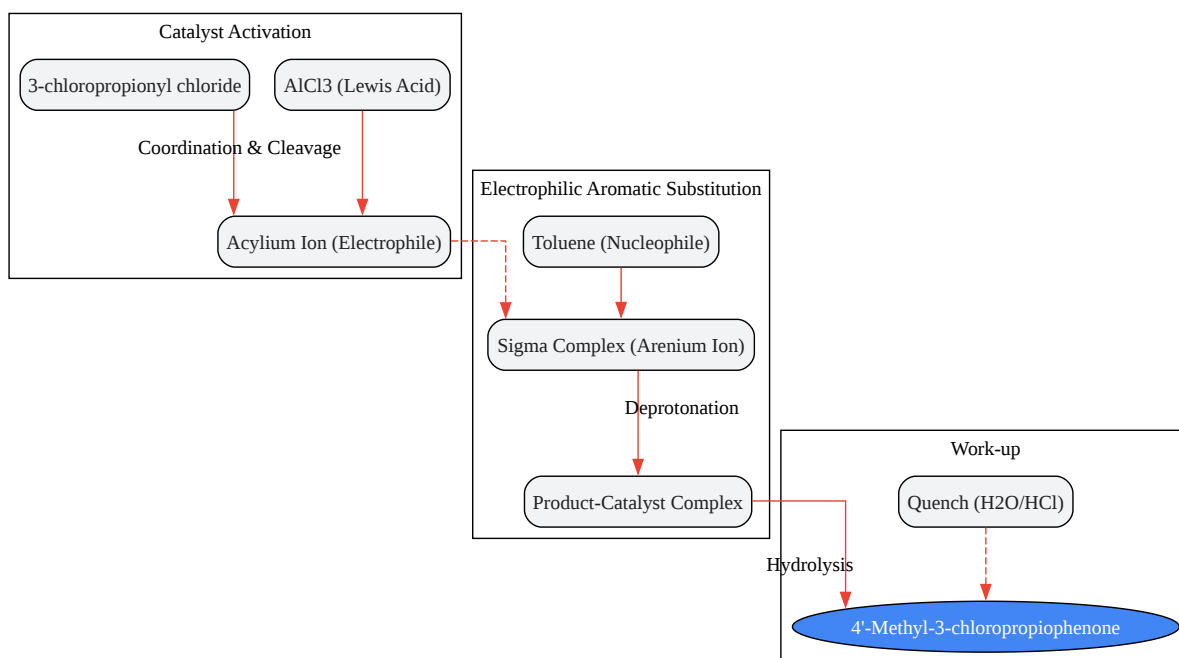 Catalyst Activation
3-chloropropionyl chloride
AlCl3 (Lewis Acid)
Coordination & Cleavage
Acylium Ion (Electrophile)
Electrophilic Aromatic Substitution
Toluene (Nucleophile)
Sigma Complex (Arenium Ion)
Deprotonation
Product-Catalyst Complex
Work-up
Quench (H2O/HCl)
Hydrolysis
4'-Methyl-3-chloropropiophenone